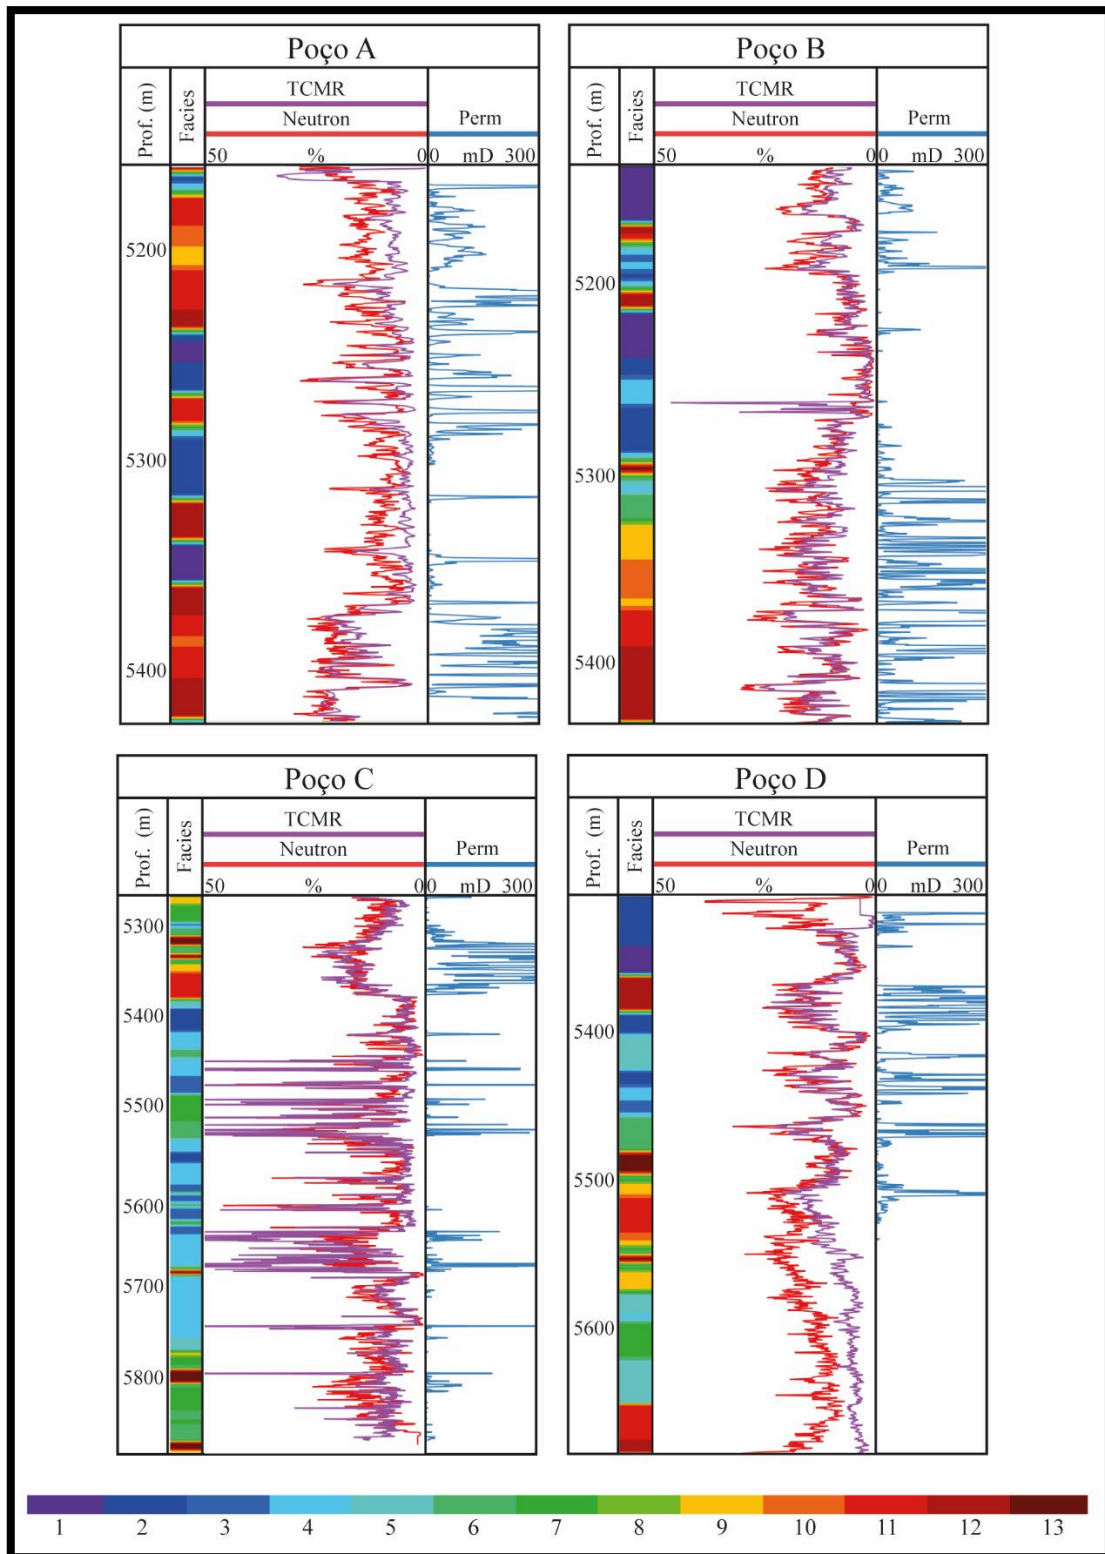 Poço A
Prof. (m)
Facies
TCMR
Neutron
50 % 0
Perm
0 mD 300
5200
5300
5400
Poço B
Prof. (m)
Facies
TCMR
Neutron
50 % 0
Perm
0 mD 300
5200
5300
5400
Poço C
Prof. (m)
Facies
TCMR
Neutron
50 % 0
Perm
0 mD 300
5300
5400
5500
5600
5700
5800
Poço D
Prof. (m)
Facies
TCMR
Neutron
50 % 0
Perm
0 mD 300
5400
5500
5600
1 2 3 4 5 6 7 8 9 10 11 12 13